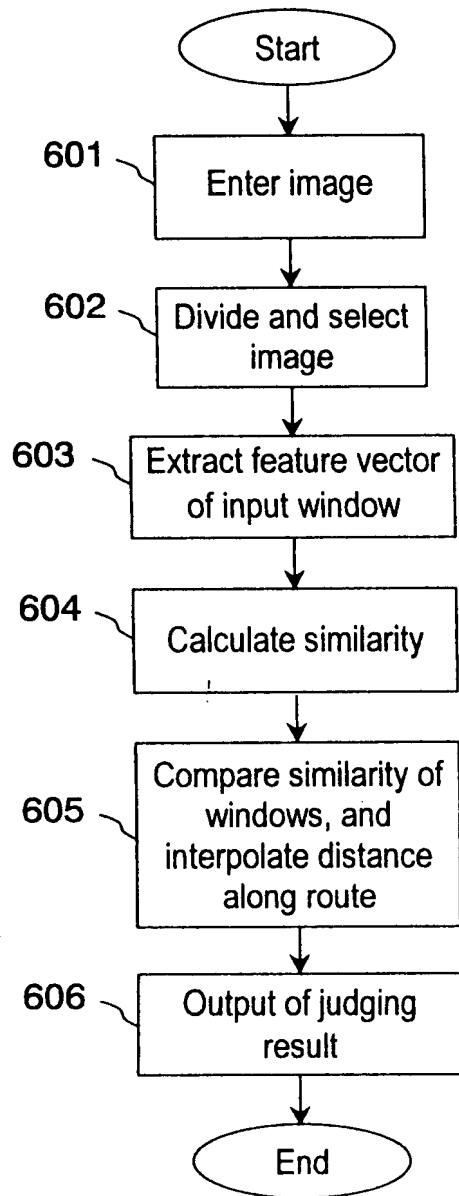 Start
601
Enter image
602
Divide and select
image
603
Extract feature vector
of input window
604
Calculate similarity
605
Compare similarity of
windows, and
interpolate distance
along route
606
Output of judging
result
End